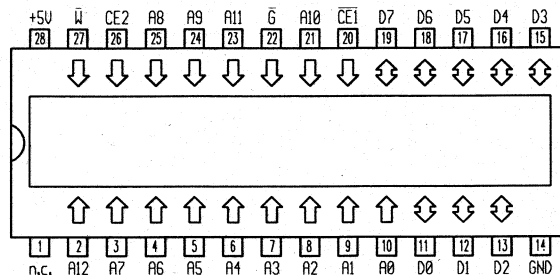 +5V W̅ CE2 A8 A9 A11 G̅ A10 C̅E̅1̅ D7 D6 D5 D4 D3
28 27 26 25 24 23 22 21 20 19 18 17 16 15
1 2 3 4 5 6 7 8 9 10 11 12 13 14
n.c. A12 A7 A6 A5 A4 A3 A2 A1 A0 D0 D1 D2 GND